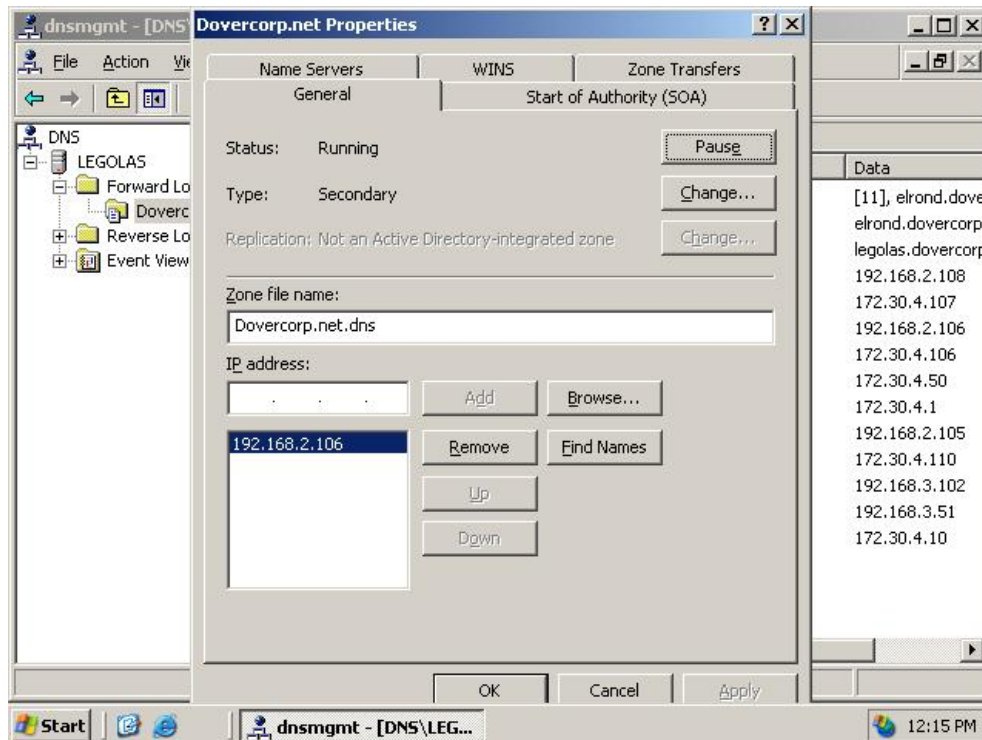 dnsmgmt - [DNS\
Dovercorp.net Properties
File Action Vie
Name Servers WINS Zone Transfers
General Start of Authority (SOA)
DNS
LEGOLAS
Forward Lo
Doverc
Reverse Lo
Event View
Status: Running Pause
Type: Secondary Change...
Replication: Not an Active Directory-integrated zone Change...
Zone file name:
Dovercorp.net.dns
IP address:
. . . Add Browse...
192.168.2.106 Remove Find Names
Up
Down
OK Cancel Apply
Data
[11], elrond.dove
elrond.dovercorp
legolas.dovercorp
192.168.2.108
172.30.4.107
192.168.2.106
172.30.4.106
172.30.4.50
172.30.4.1
192.168.2.105
172.30.4.110
192.168.3.102
192.168.3.51
172.30.4.10
Start dnsmgmt - [DNS\LEG... 12:15 PM